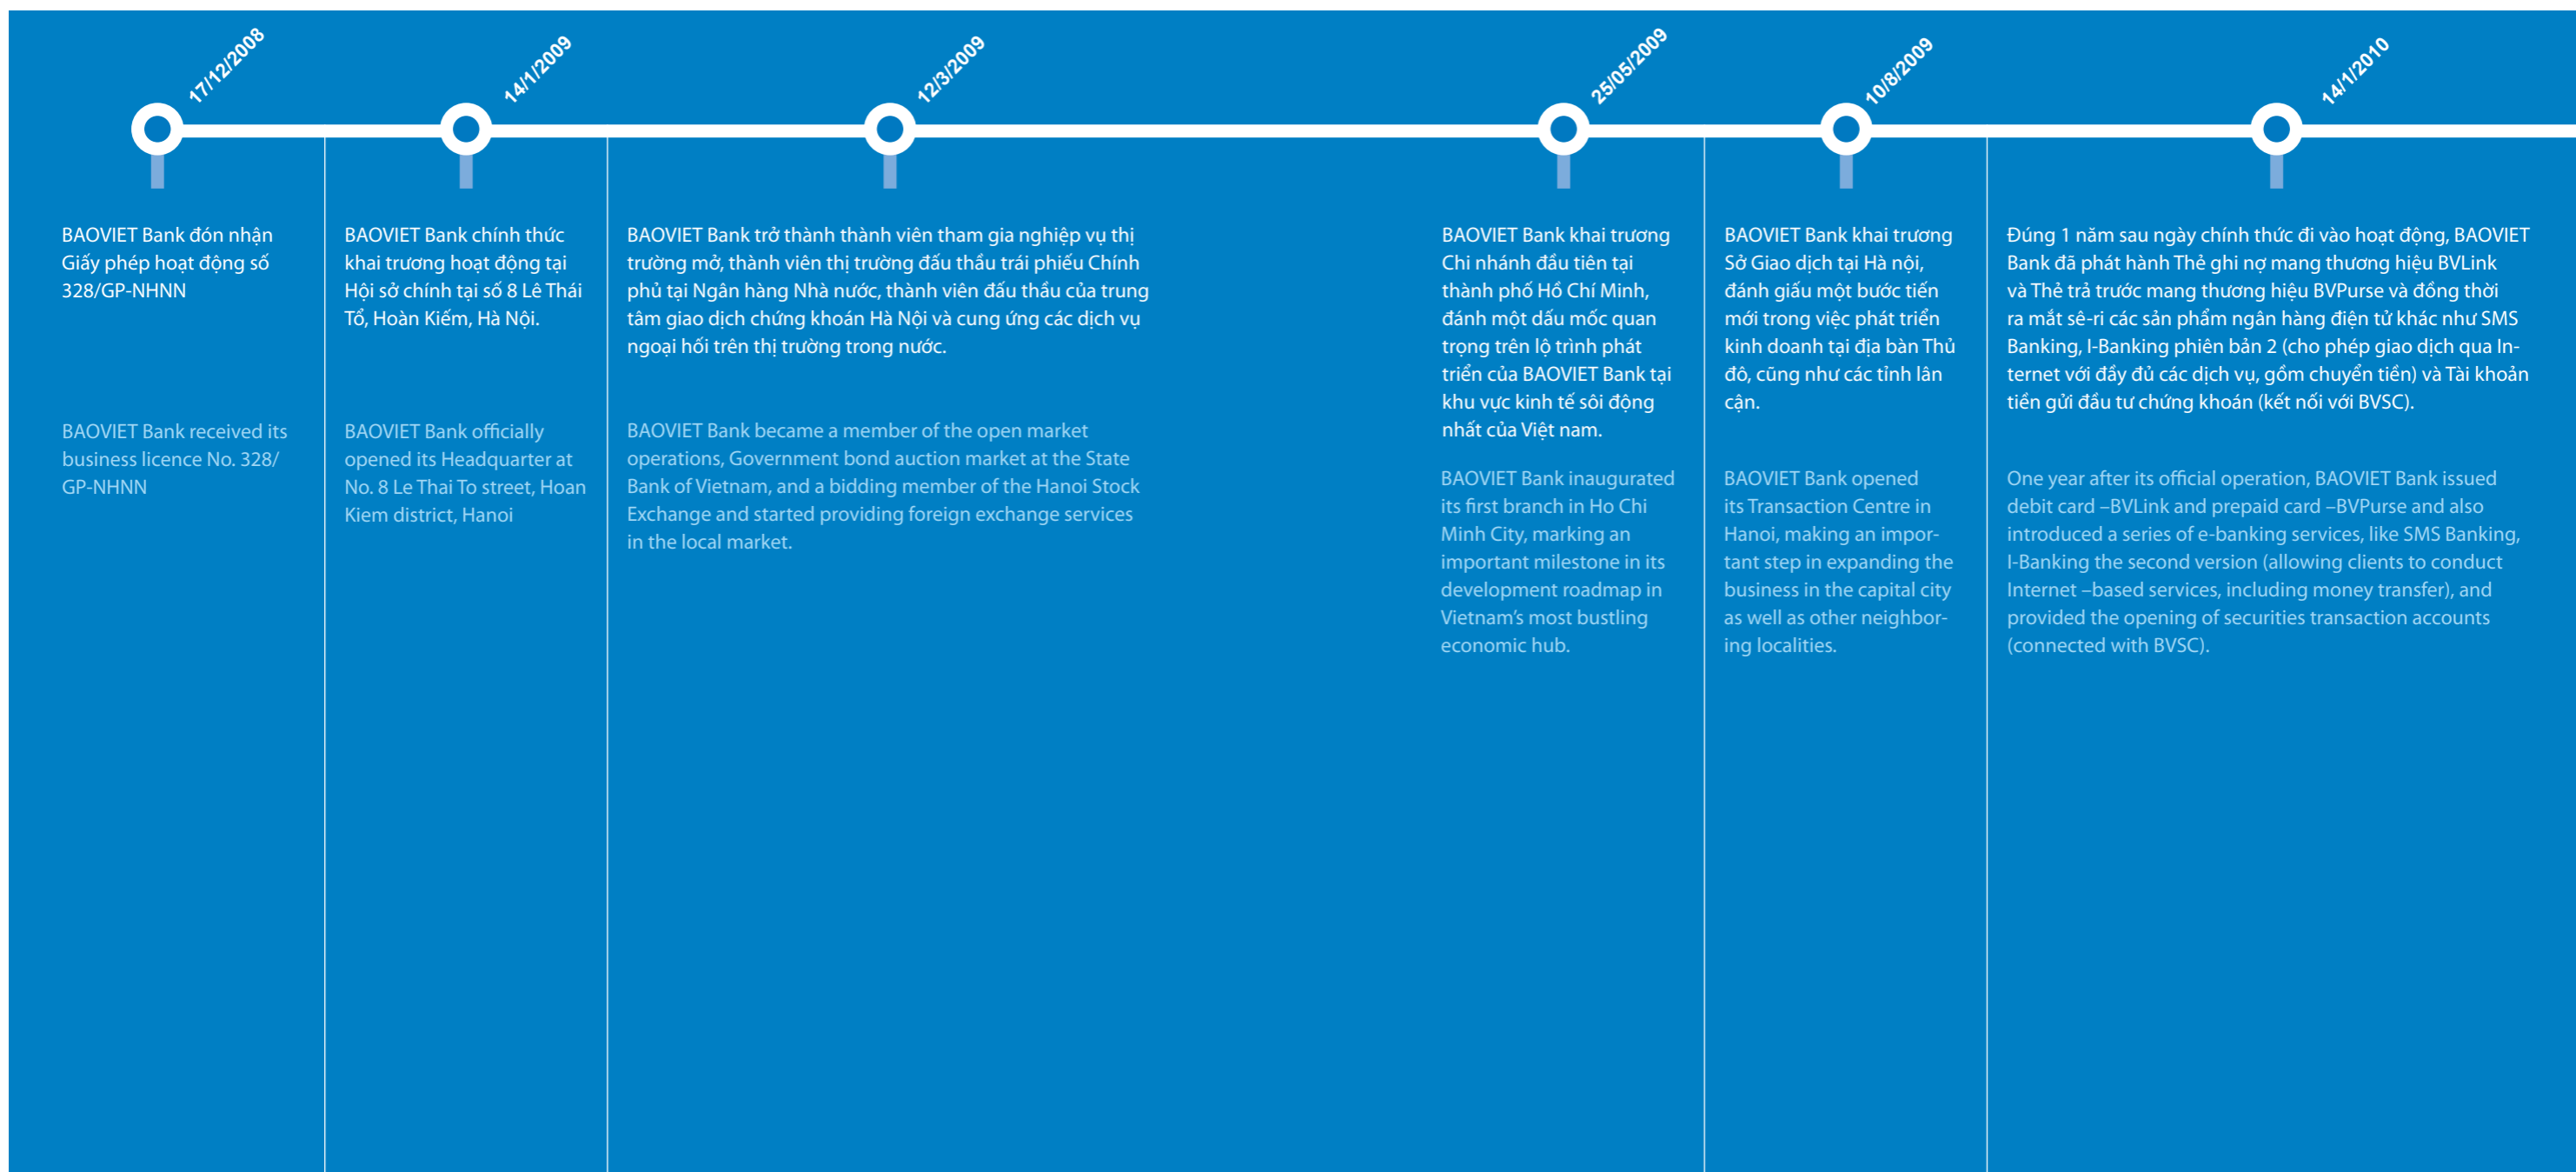 17/12/2008
BAOVIET Bank đón nhận
Giấy phép hoạt động số
328/GP-NHNN
BAOVIET Bank received its
business licence No. 328/
GP-NHNN
14/1/2009
BAOVIET Bank chính thức
khai trương hoạt động tại
Hội sở chính tại số 8 Lê Thái
Tổ, Hoàn Kiếm, Hà Nội.
BAOVIET Bank officially
opened its Headquarter at
No. 8 Le Thai To street, Hoan
Kiem district, Hanoi
12/3/2009
BAOVIET Bank trở thành thành viên tham gia nghiệp vụ thị
trường mở, thành viên thị trường đấu thầu trái phiếu Chính
phủ tại Ngân hàng Nhà nước, thành viên đấu thầu của trung
tâm giao dịch chứng khoán Hà Nội và cung ứng các dịch vụ
ngoại hối trên thị trường trong nước.
BAOVIET Bank became a member of the open market
operations, Government bond auction market at the State
Bank of Vietnam, and a bidding member of the Hanoi Stock
Exchange and started providing foreign exchange services
in the local market.
25/05/2009
BAOVIET Bank khai trương
Chi nhánh đầu tiên tại
thành phố Hồ Chí Minh,
đánh một dấu mốc quan
trọng trên lộ trình phát
triển của BAOVIET Bank tại
khu vực kinh tế sôi động
nhất của Việt nam.
BAOVIET Bank inaugurated
its first branch in Ho Chi
Minh City, marking an
important milestone in its
development roadmap in
Vietnam's most bustling
economic hub.
10/8/2009
BAOVIET Bank khai trương
Sở Giao dịch tại Hà nội,
đánh giấu một bước tiến
mới trong việc phát triển
kinh doanh tại địa bàn Thủ
đô, cũng như các tỉnh lân
cận.
BAOVIET Bank opened
its Transaction Centre in
Hanoi, making an impor-
tant step in expanding the
business in the capital city
as well as other neighbor-
ing localities.
14/1/2010
Đúng 1 năm sau ngày chính thức đi vào hoạt động, BAOVIET
Bank đã phát hành Thẻ ghi nợ mang thương hiệu BVLink
và Thẻ trả trước mang thương hiệu BVPurse và đồng thời
ra mắt sê-ri các sản phẩm ngân hàng điện tử khác như SMS
Banking, I-Banking phiên bản 2 (cho phép giao dịch qua In-
ternet với đầy đủ các dịch vụ, gồm chuyển tiền) và Tài khoản
tiền gửi đầu tư chứng khoán (kết nối với BVSC).
One year after its official operation, BAOVIET Bank issued
debit card –BVLink and prepaid card –BVPurse and also
introduced a series of e-banking services, like SMS Banking,
I-Banking the second version (allowing clients to conduct
Internet –based services, including money transfer), and
provided the opening of securities transaction accounts
(connected with BVSC).